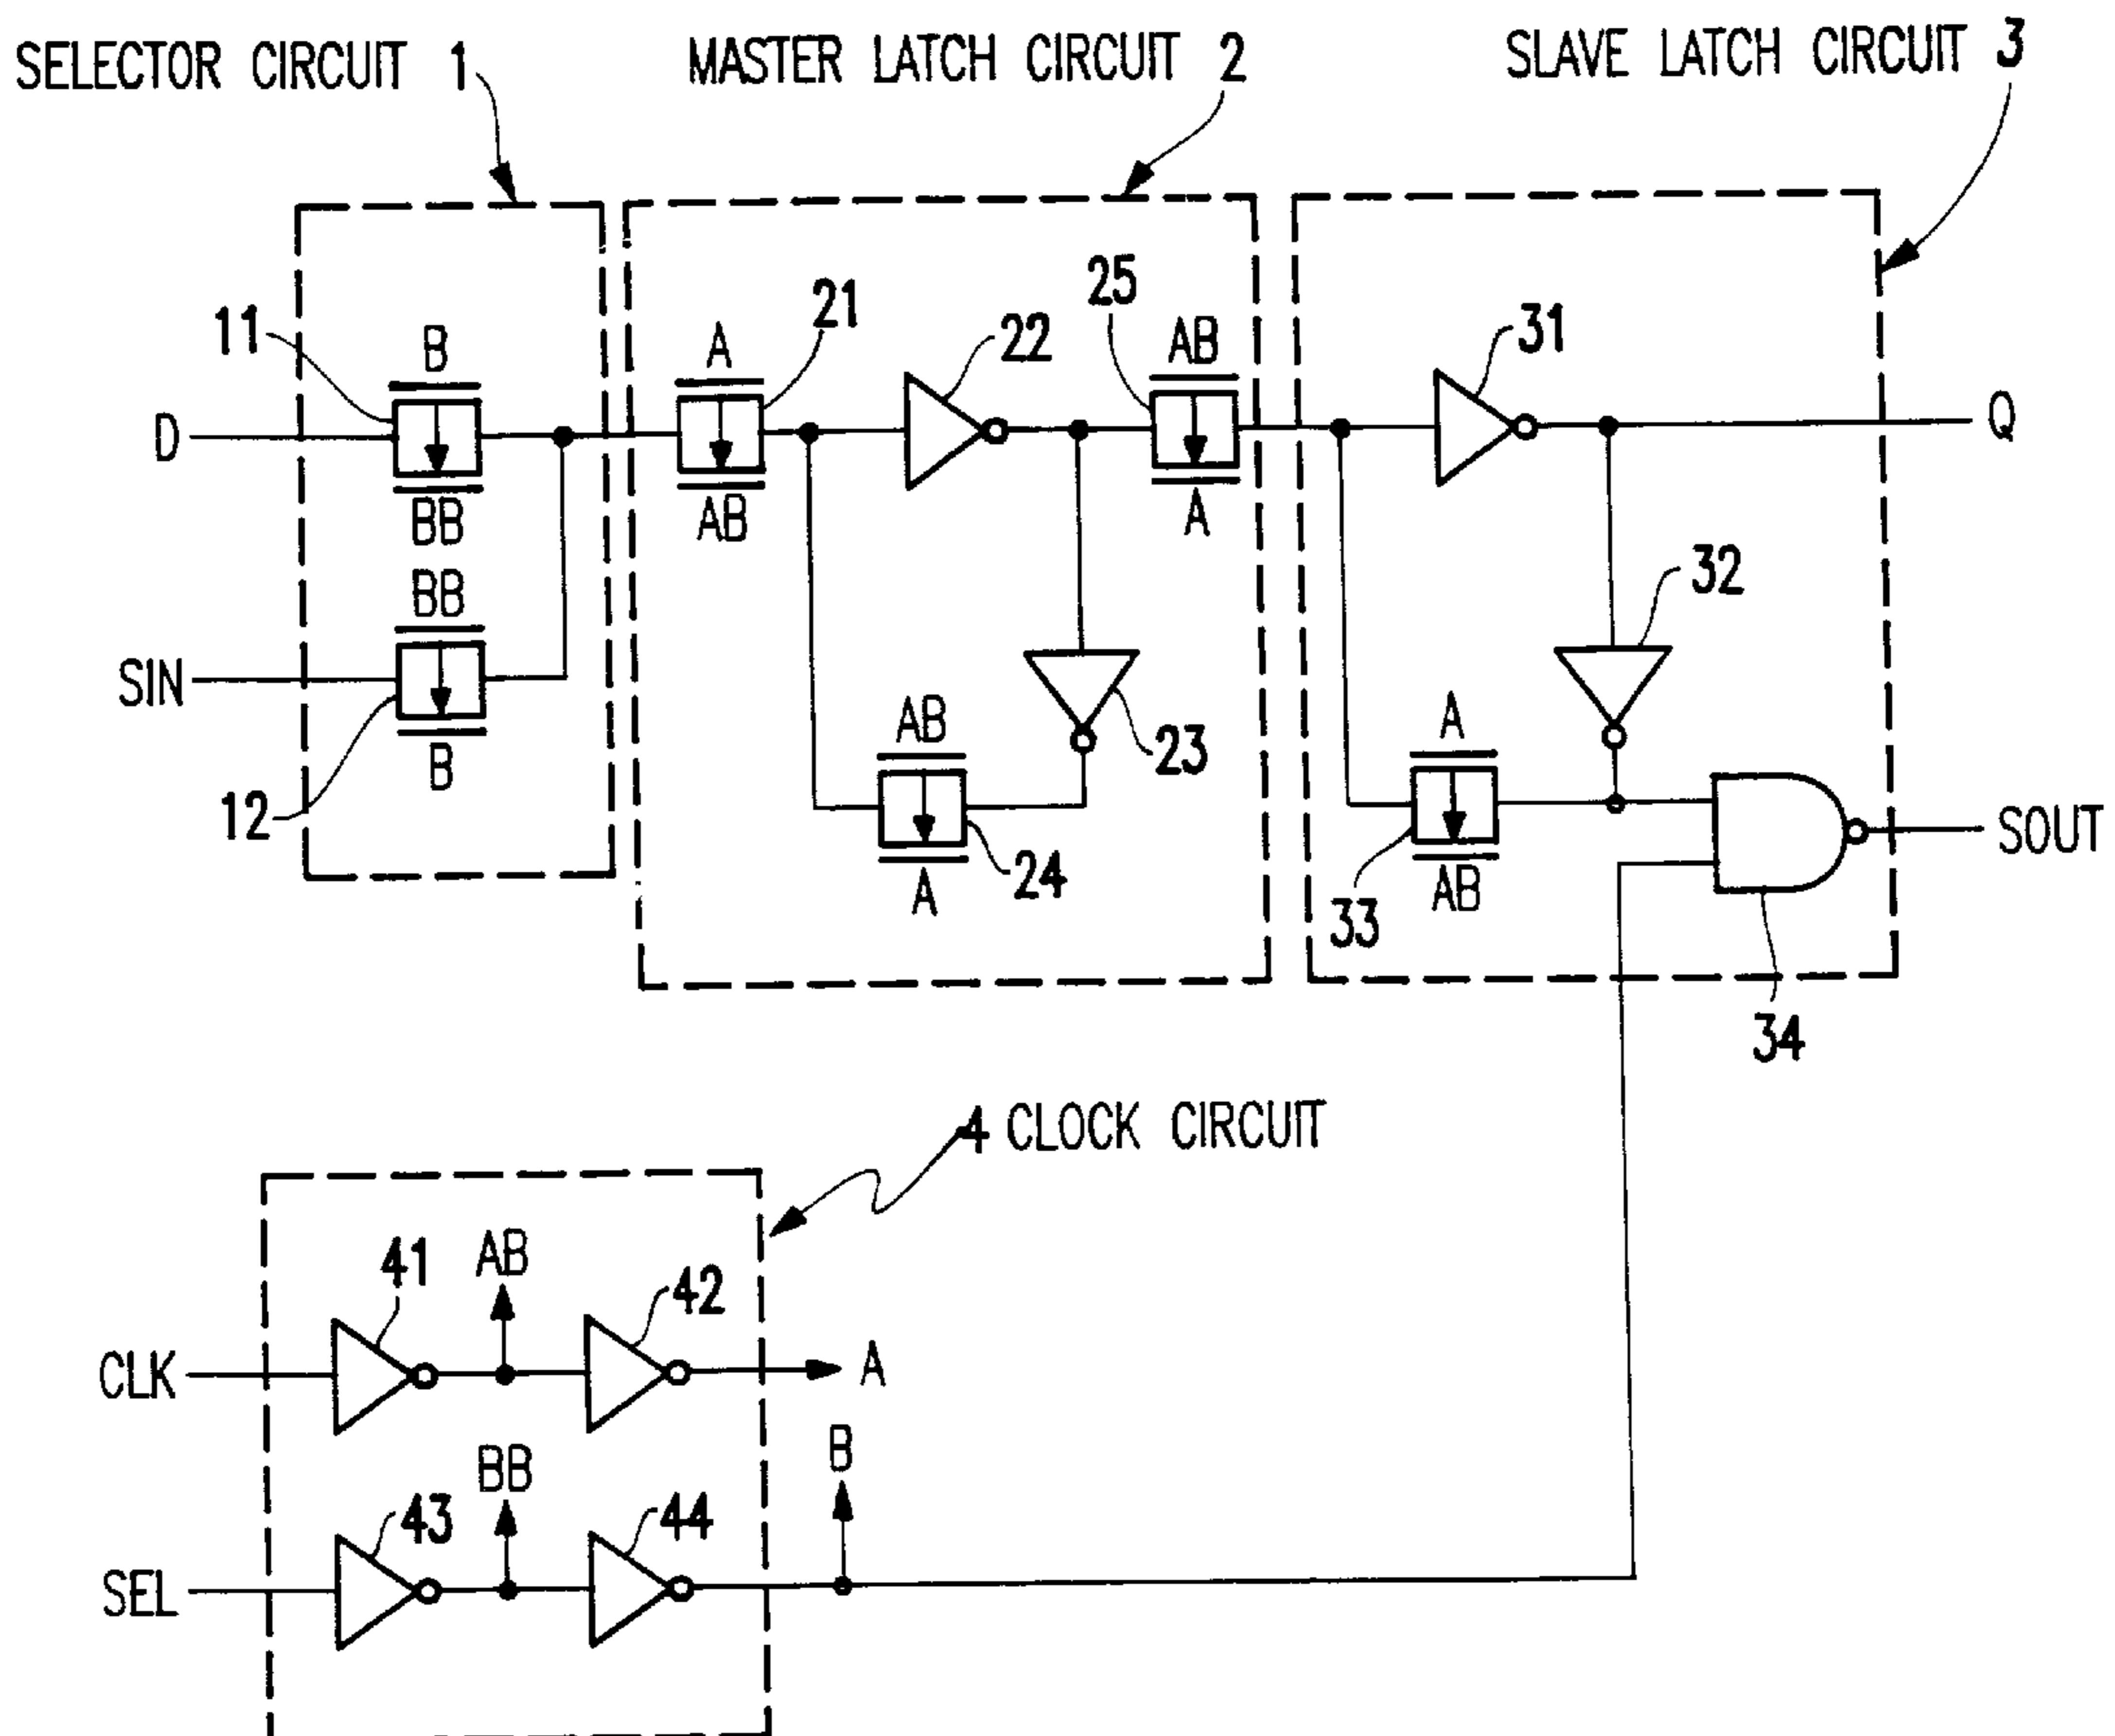 SELECTOR CIRCUIT 1
MASTER LATCH CIRCUIT 2
SLAVE LATCH CIRCUIT 3
11
B
D
BB
BB
SIN
B
12
A
21
AB
22
25
AB
A
23
AB
24
A
31
Q
32
A
33
AB
SOUT
34
4 CLOCK CIRCUIT
41
AB
42
CLK
A
43
BB
44
B
SEL